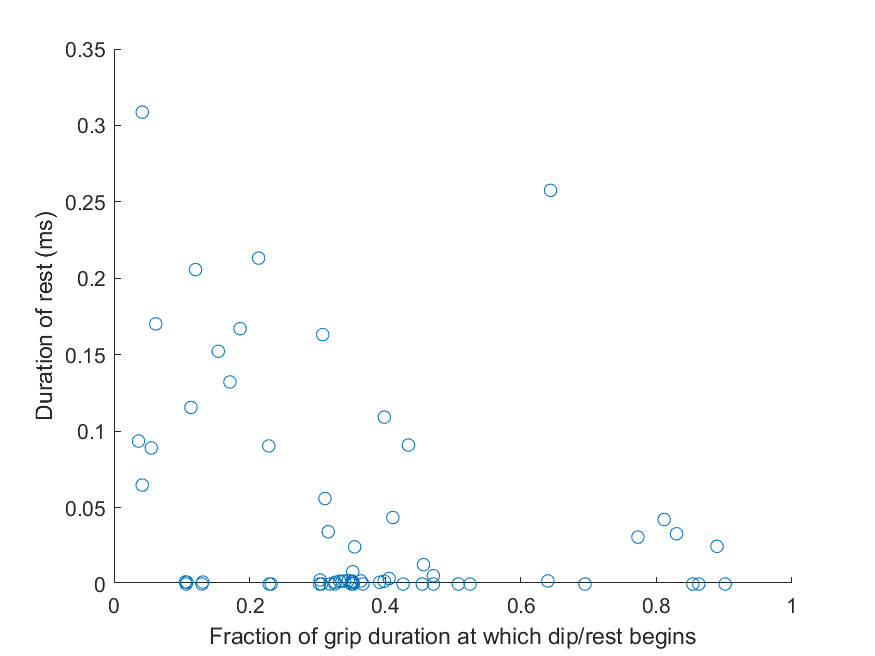 0.35
0.3
0.25
0.2
0.15
0.1
0.05
0
0 0.2 0.4 0.6 0.8 1
Duration of rest (ms)
Fraction of grip duration at which dip/rest begins